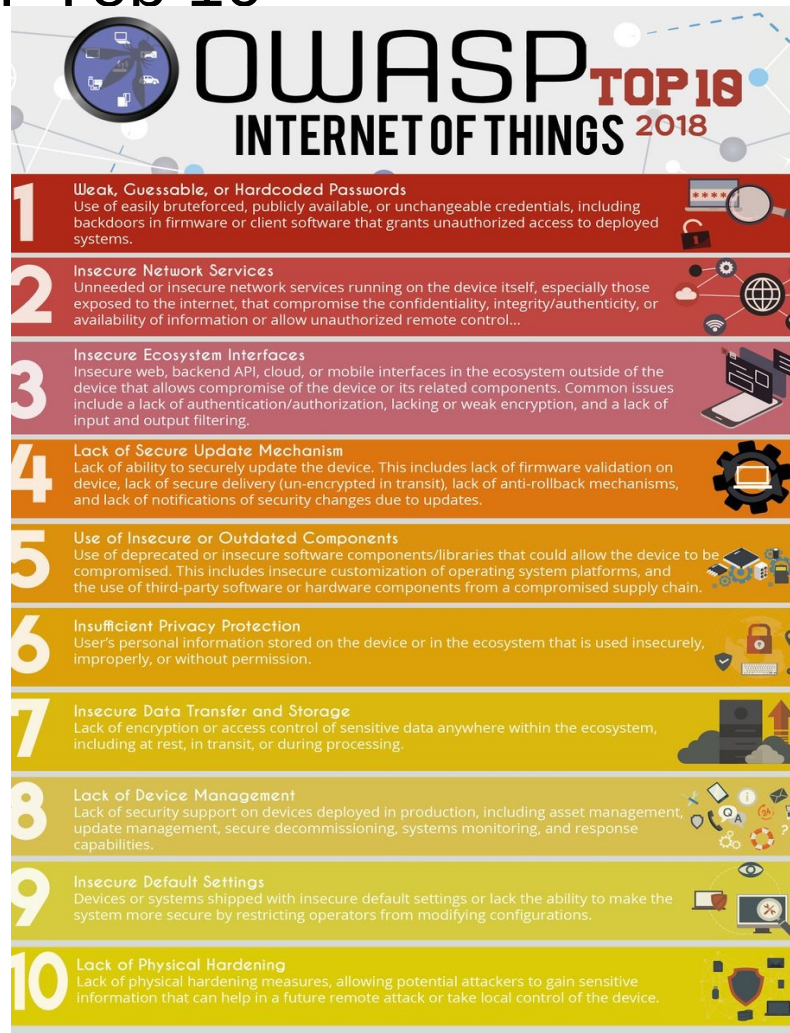 OWASP TOP 10
INTERNET OF THINGS 2018
1
Weak, Guessable, or Hardcoded Passwords
Use of easily bruteforced, publicly available, or unchangeable credentials, including
backdoors in firmware or client software that grants unauthorized access to deployed
systems.
2
Insecure Network Services
Unneeded or insecure network services running on the device itself, especially those
exposed to the internet, that compromise the confidentiality, integrity/authenticity, or
availability of information or allow unauthorized remote control...
3
Insecure Ecosystem Interfaces
Insecure web, backend API, cloud, or mobile interfaces in the ecosystem outside of the
device that allows compromise of the device or its related components. Common issues
include a lack of authentication/authorization, lacking or weak encryption, and a lack of
input and output filtering.
4
Lack of Secure Update Mechanism
Lack of ability to securely update the device. This includes lack of firmware validation on
device, lack of secure delivery (un-encrypted in transit), lack of anti-rollback mechanisms,
and lack of notifications of security changes due to updates.
5
Use of Insecure or Outdated Components
Use of deprecated or insecure software components/libraries that could allow the device to be
compromised. This includes insecure customization of operating system platforms, and
the use of third-party software or hardware components from a compromised supply chain.
6
Insufficient Privacy Protection
User's personal information stored on the device or in the ecosystem that is used insecurely,
improperly, or without permission.
7
Insecure Data Transfer and Storage
Lack of encryption or access control of sensitive data anywhere within the ecosystem,
including at rest, in transit, or during processing.
8
Lack of Device Management
Lack of security support on devices deployed in production, including asset management,
update management, secure decommissioning, systems monitoring, and response
capabilities.
Q A
9
Insecure Default Settings
Devices or systems shipped with insecure default settings or lack the ability to make the
system more secure by restricting operators from modifying configurations.
10
Lack of Physical Hardening
Lack of physical hardening measures, allowing potential attackers to gain sensitive
information that can help in a future remote attack or take local control of the device.